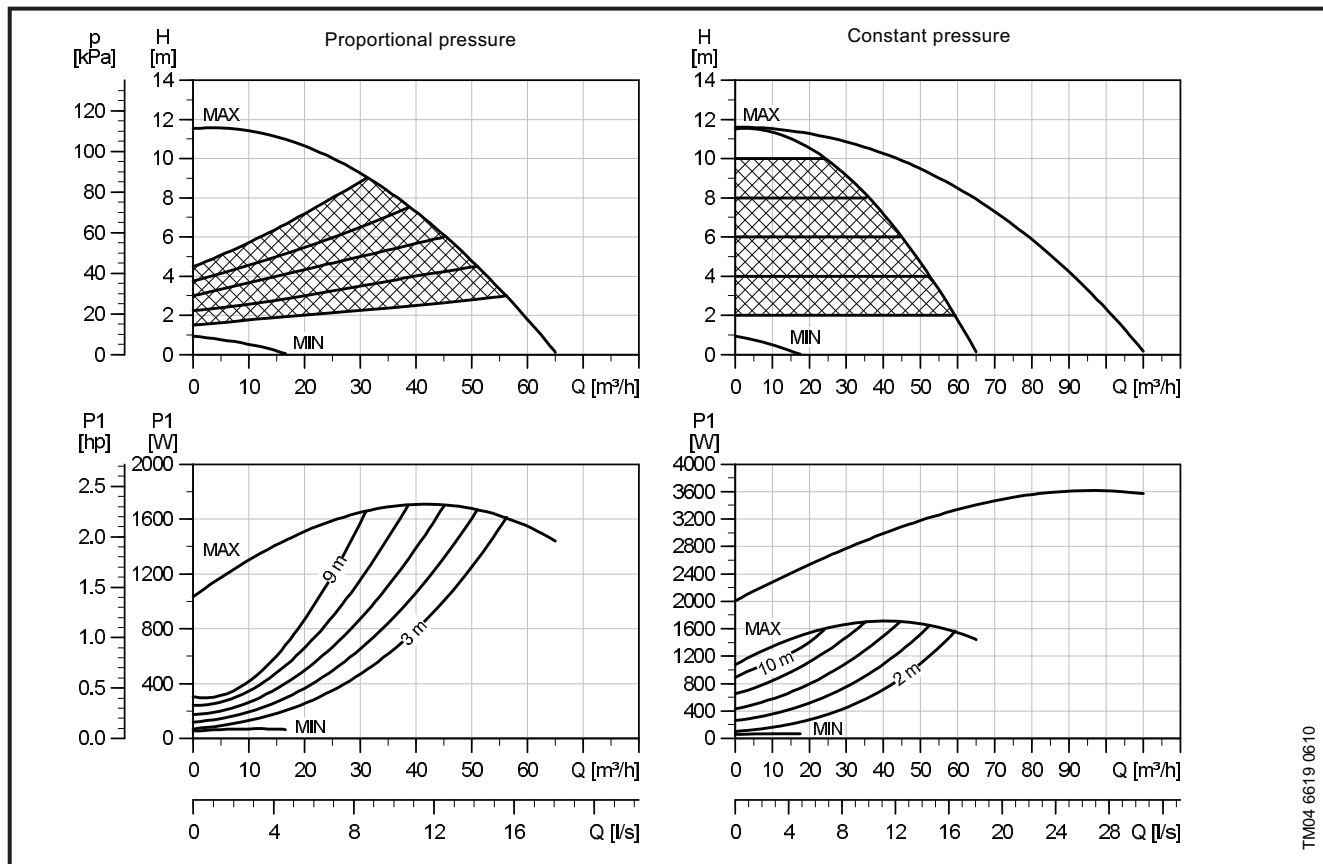 p H Proportional pressure H Constant pressure
[kPa] [m] [m]
14 14
120 12 MAX 12 MAX
100 10 10
80 8 8
60 6 6
40 4 4
20 2 MIN 2 MIN
0 0 0
0 10 20 30 40 50 60 Q [m³/h] 0 10 20 30 40 50 60 70 80 90 Q [m³/h]
P1 P1 P1
[hp] [W] [W]
2000 4000
2.5 3600
2.0 1600 3200
2800
1.5 MAX 1200 9 m 2400
2000
1.0 800 3 m MAX 1600
1200 10 m
0.5 400 800 2 m
400
0.0 0 MIN 0 MIN
0 10 20 30 40 50 60 Q [m³/h] 0 10 20 30 40 50 60 70 80 90 Q [m³/h]
0 4 8 12 16 Q [l/s] 0 4 8 12 16 20 24 28 Q [l/s]
TM04 6619 0610